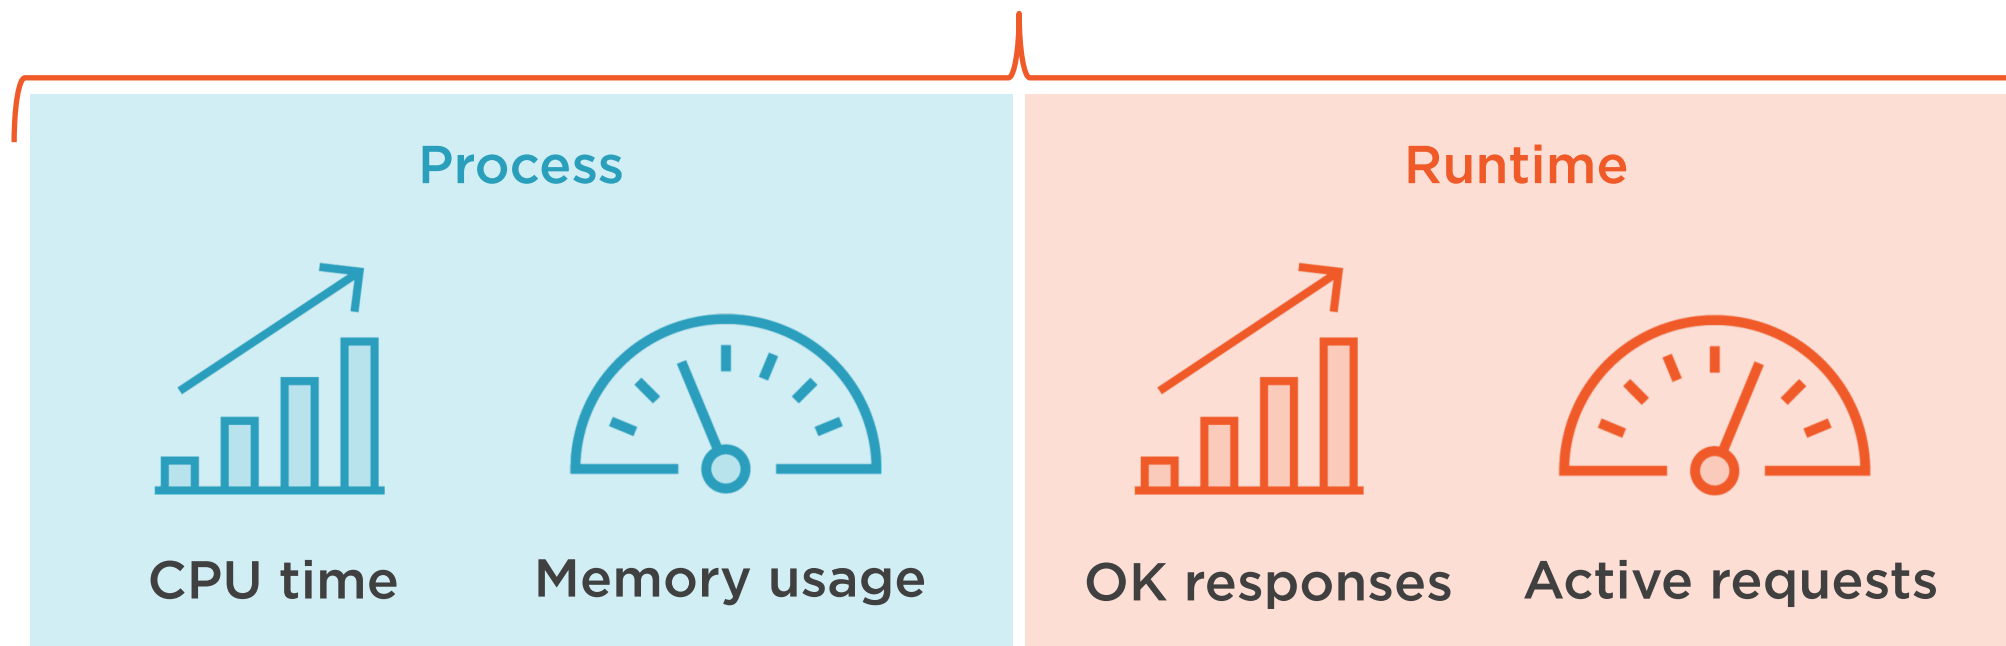 Process
CPU time
Memory usage
Runtime
OK responses
Active requests